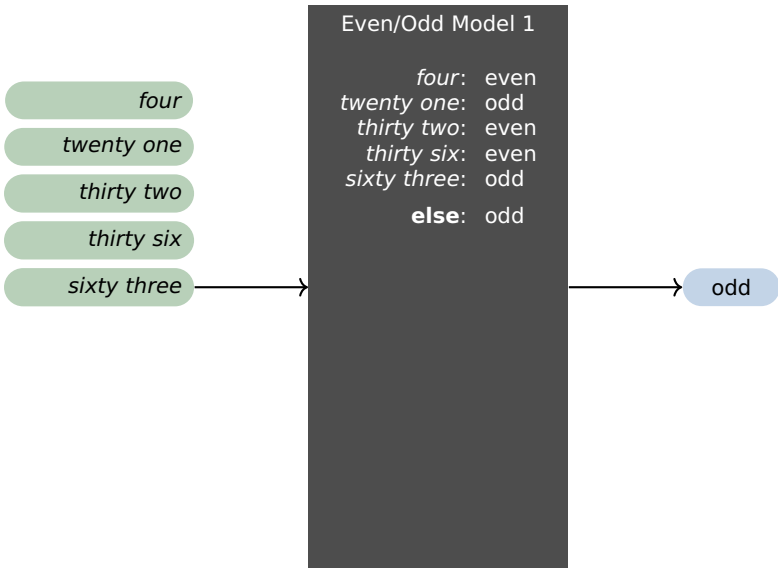 Even/Odd Model 1
four
twenty one
thirty two
thirty six
sixty three
four: even
twenty one: odd
thirty two: even
thirty six: even
sixty three: odd
else: odd
odd